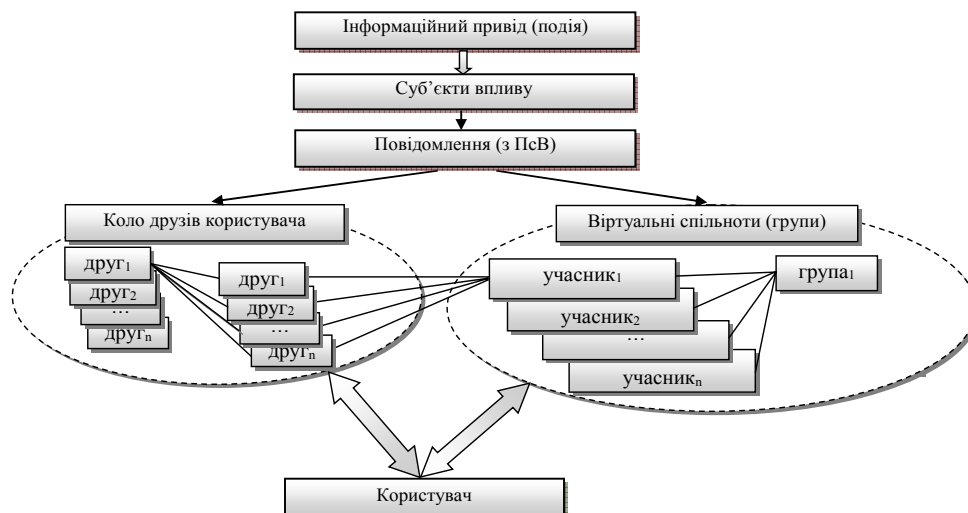 Інформаційний привід (подія)
Суб’єкти впливу
Повідомлення (з ПсВ)
Коло друзів користувача
Віртуальні спільноти (групи)
друг₁
друг₂
…
другₙ
друг₁
друг₂
…
другₙ
учасник₁
учасник₂
…
учасникₙ
група₁
Користувач